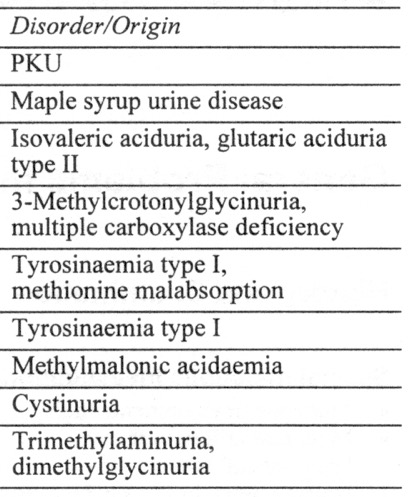 Disorder/Origin
PKU
Maple syrup urine disease
Isovaleric aciduria, glutaric aciduria
type II
3-Methylcrotonylglycinuria,
multiple carboxylase deficiency
Tyrosinaemia type I,
methionine malabsorption
Tyrosinaemia type I
Methylmalonic acidaemia
Cystinuria
Trimethylaminuria,
dimethylglycinuria